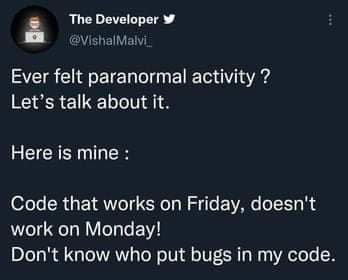 The Developer
@VishalMalvi_
Ever felt paranormal activity ?
Let's talk about it.
Here is mine :
Code that works on Friday, doesn't
work on Monday!
Don't know who put bugs in my code.